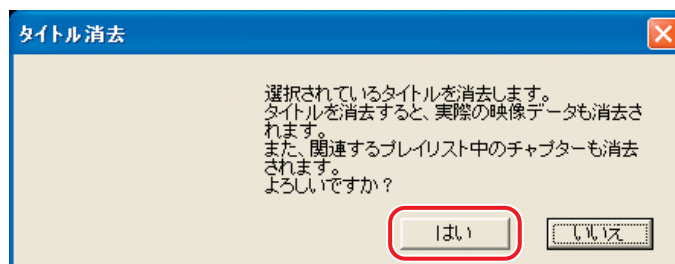 タイトル消去
選択されているタイトルを消去します。
タイトルを消去すると、実際の映像データも消去さ
れます。
また、関連するプレイリスト中のチャプターも消去
されます。
よろしいですか？
はい
いいえ